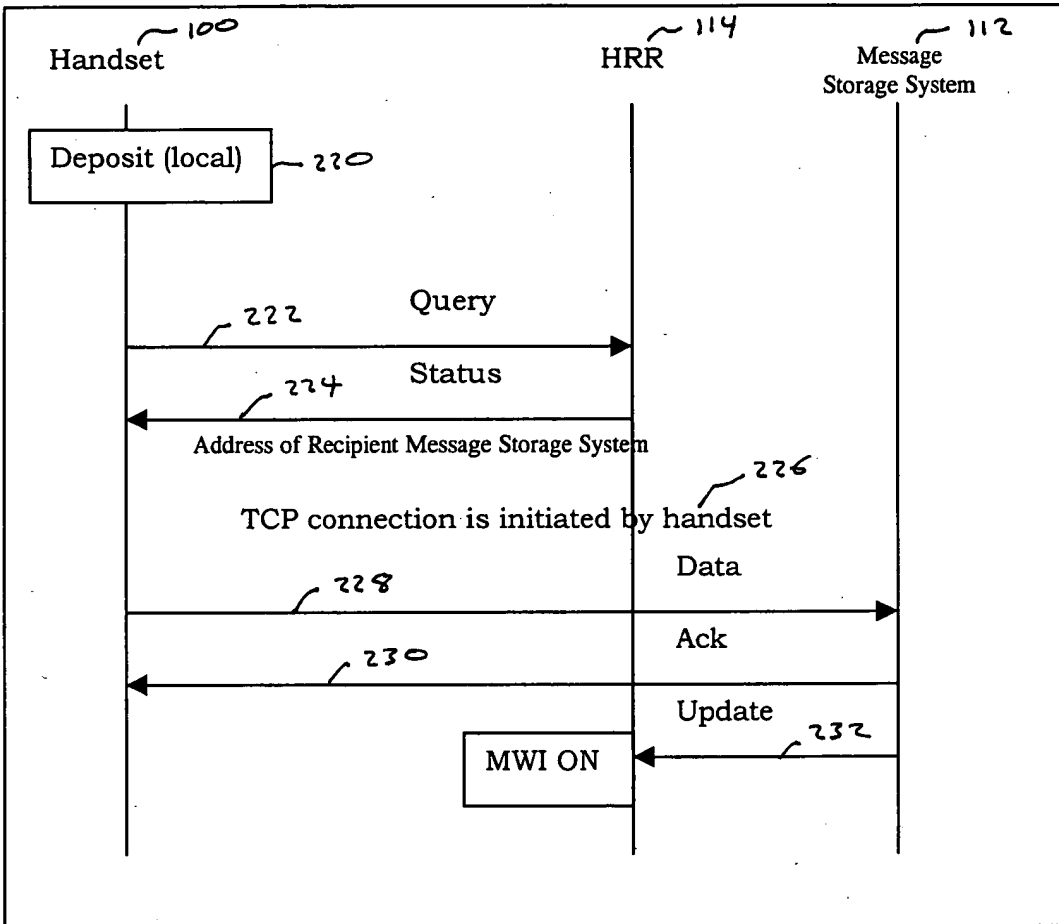 100
114
112
Handset
HRR
Message
Storage System
Deposit (local)
220
Query
222
Status
224
Address of Recipient Message Storage System
226
TCP connection is initiated by handset
Data
228
Ack
230
Update
232
MWI ON